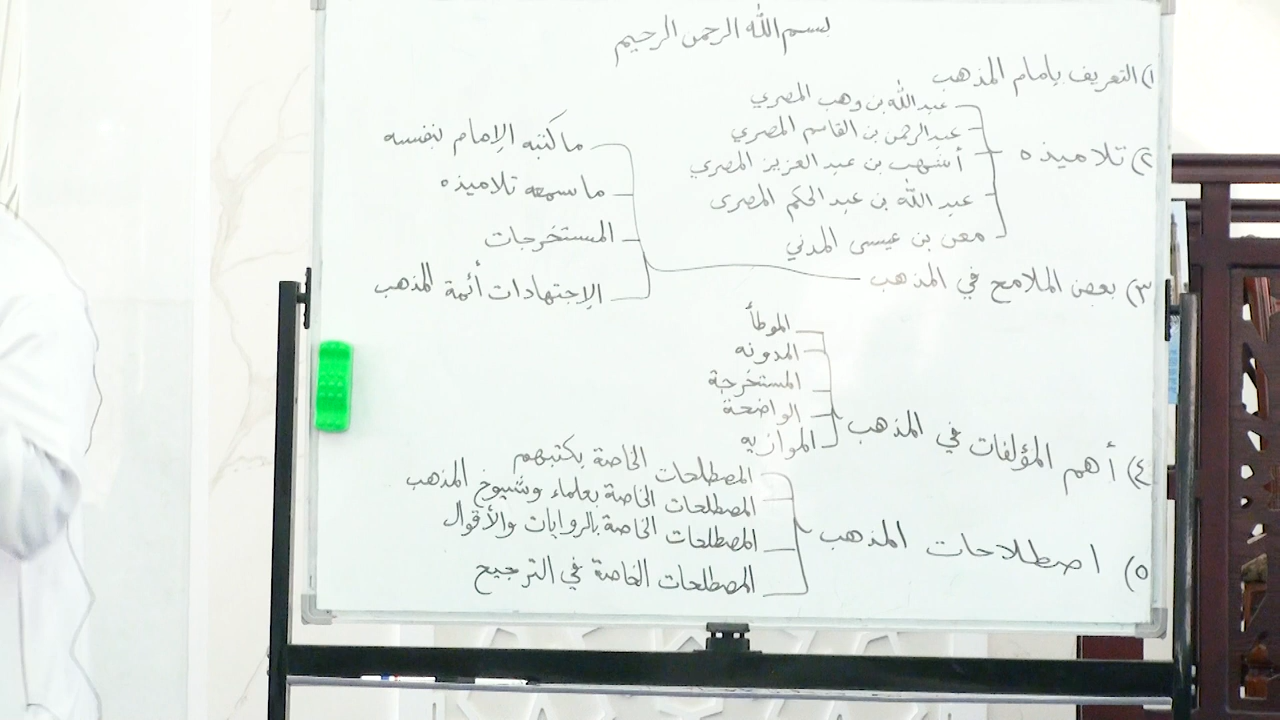 بسم الله الرحمن الرحيم
١) التعريف بإمام المذهب
٢) تلاميذه
عبد الله بن وهب المصري
عبد الرحمن بن القاسم المصري
أشهب بن عبد العزيز المصري
عبد الله بن عبد الحكم المصرى
معن بن عيسى المدني
٣) بعض الملامح في المذهب
ما كتبه الإمام بنفسه
ما سمعه تلاميذه
المستخرجات
الإجتهادات أئمة المذهب
٤) أهم المؤلفات في المذهب
الموطأ
المدونه
المستخرجة
الواضحة
الموازيه
٥) اصطلاحات المذهب
المصطلحات الخاصة بكتبهم
المصطلحات الخاصة بعلماء وشيوخ المذهب
المصطلحات الخاصة بالروايات والأقوال
المصطلحات الخاصة في الترجيح